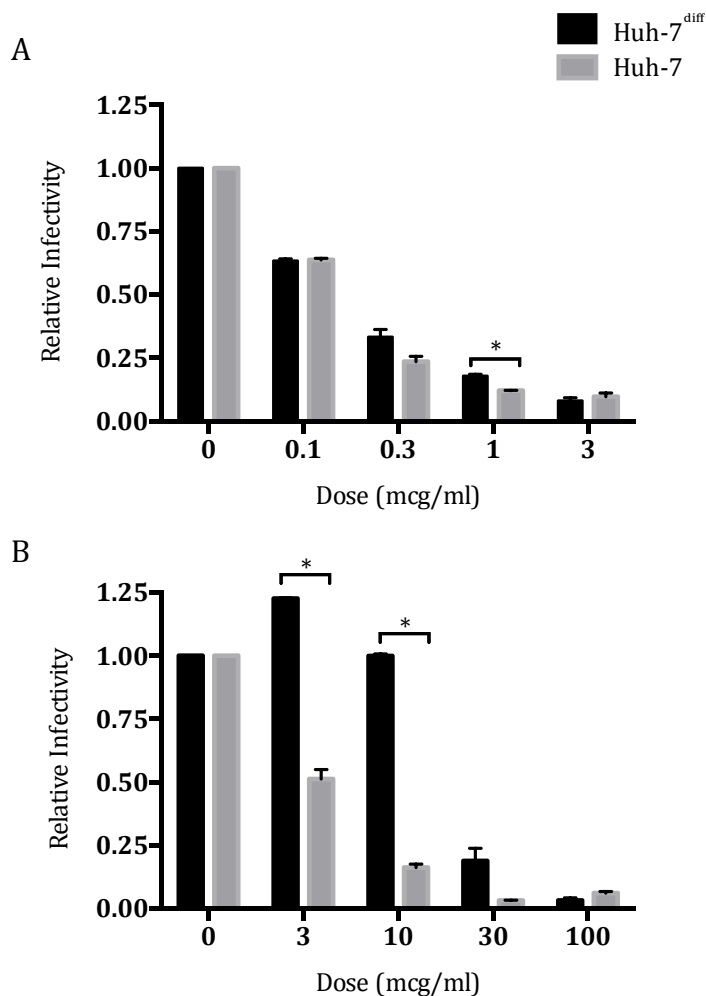 Huh-7diff
Huh-7
A
1.25
1.00
0.75
0.50
0.25
0.00
Relative Infectivity
*
0 0.1 0.3 1 3
Dose (mcg/ml)
B
1.25
1.00
0.75
0.50
0.25
0.00
Relative Infectivity
*
*
0 3 10 30 100
Dose (mcg/ml)